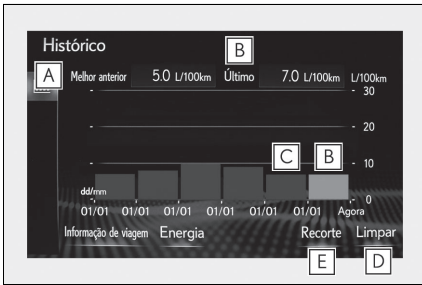 Histórico
B
A
Melhor anterior 5.0 L/100km Último 7.0 L/100km L/100km
30
20
C B
10
dd/mm
0
01/01 01/01 01/01 01/01 01/01 01/01 Agora
Informação de viagem Energia Recorte Limpar
E D